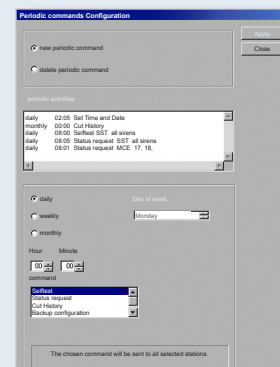 Periodic commands Configuration
Apply
Close
new periodic command
delete periodic command
periodic activities
daily 02:05 Set Time and Date
monthly 00:00 Cut History
daily 08:00 Selftest SST all sirens
daily 08:05 Status request SST all sirens
daily 08:01 Status request MCE 17, 18,
daily
Day of week
weekly
Monday
monthly
Hour Minute
00 00
command
Selftest
Status request
Cut History
Backup configuration
The chosen command will be sent to all selected stations.